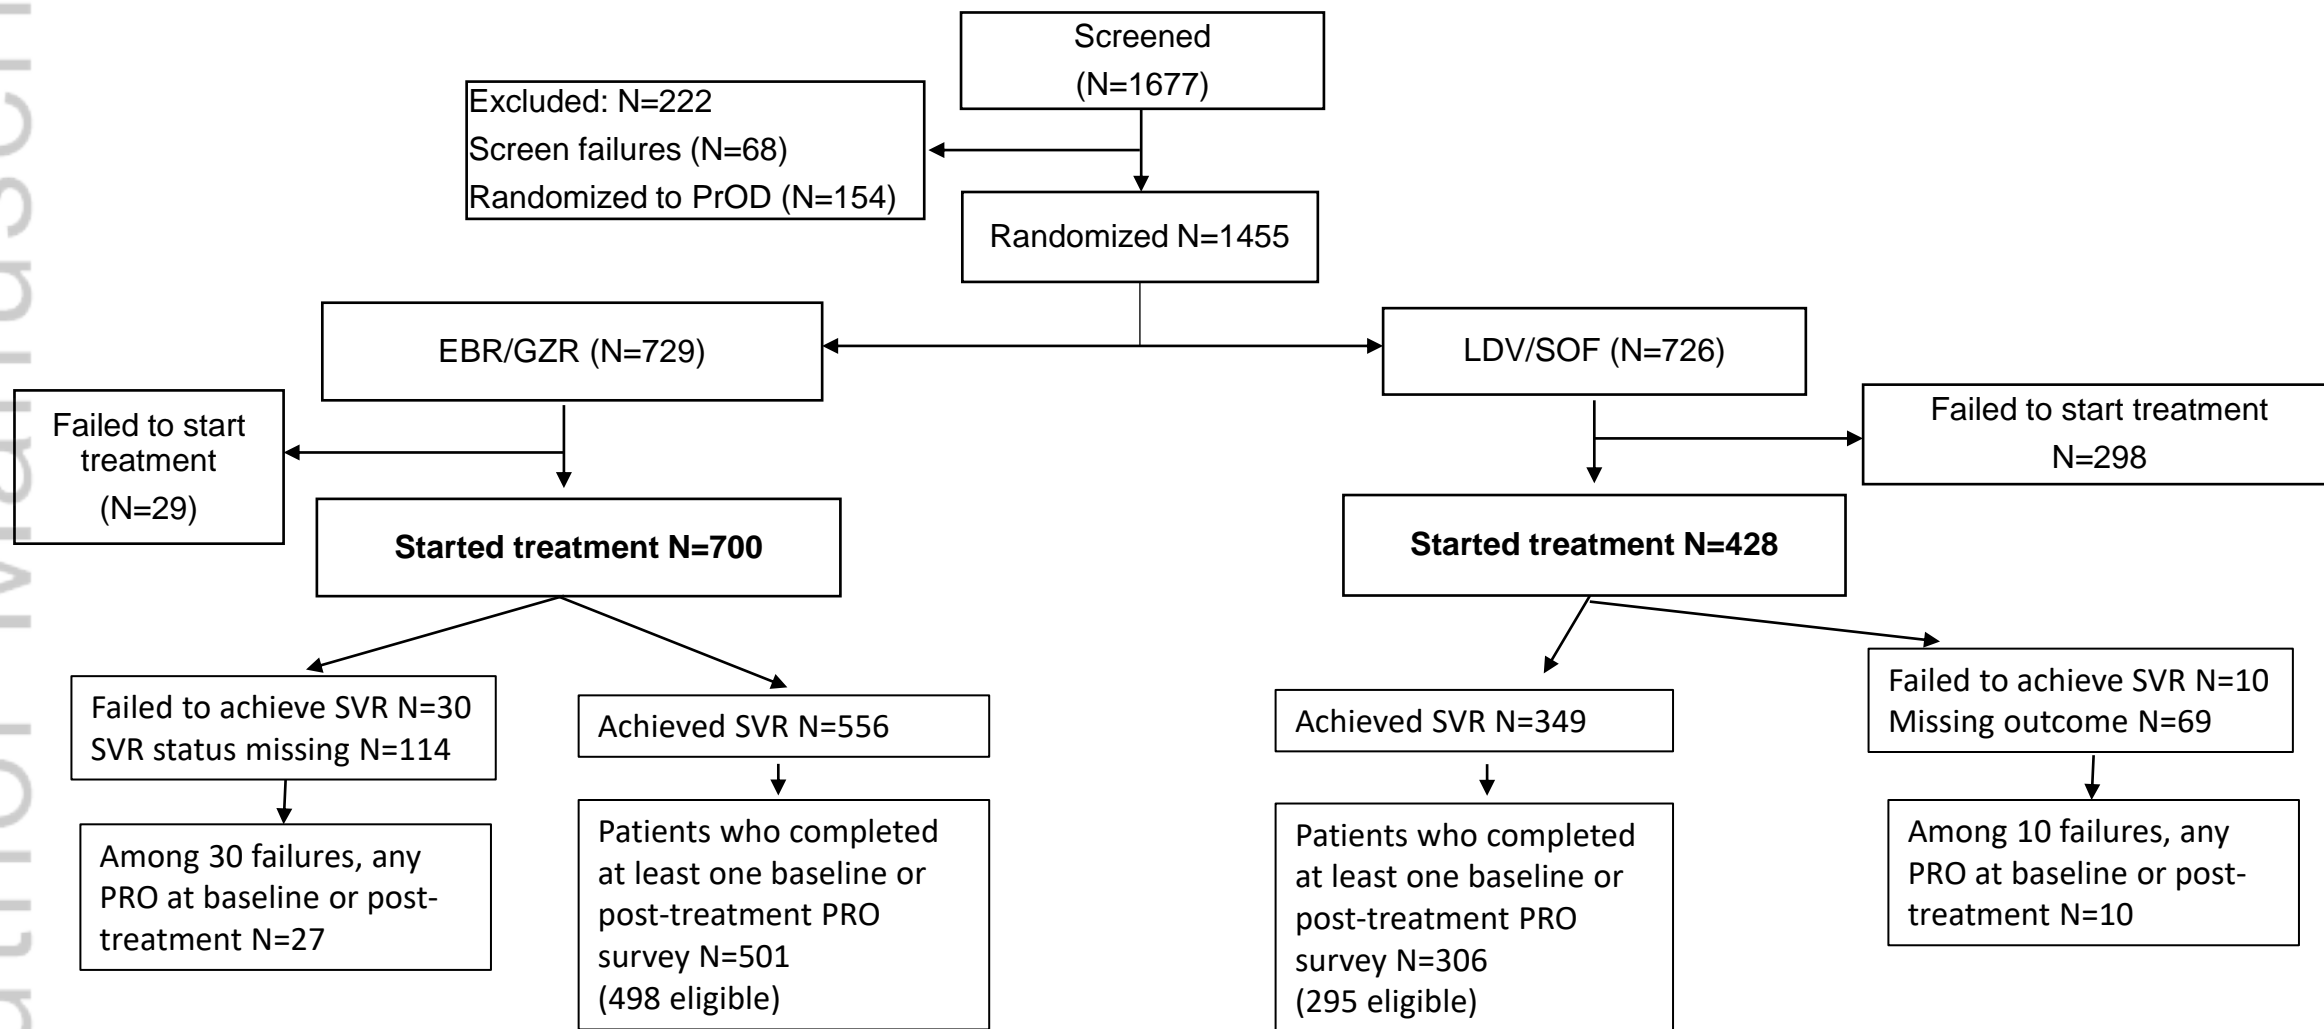 Screened
(N=1677)
Excluded: N=222
Screen failures (N=68)
Randomized to PrOD (N=154)
Randomized N=1455
EBR/GZR (N=729)
LDV/SOF (N=726)
Failed to start
treatment
(N=29)
Failed to start treatment
N=298
Started treatment N=700
Started treatment N=428
Failed to achieve SVR N=30
SVR status missing N=114
Achieved SVR N=556
Achieved SVR N=349
Failed to achieve SVR N=10
Missing outcome N=69
Among 30 failures, any
PRO at baseline or post-
treatment N=27
Patients who completed
at least one baseline or
post-treatment PRO
survey N=501
(498 eligible)
Patients who completed
at least one baseline or
post-treatment PRO
survey N=306
(295 eligible)
Among 10 failures, any
PRO at baseline or post-
treatment N=10